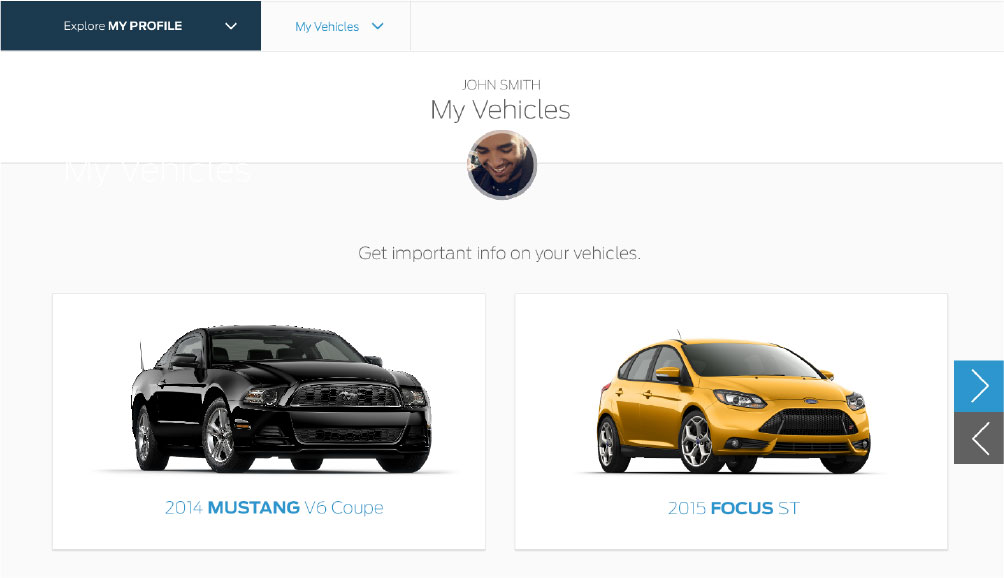 Explore MY PROFILE
My Vehicles
JOHN SMITH
My Vehicles
My Vehicles
Get important info on your vehicles.
2014 MUSTANG V6 Coupe
2015 FOCUS ST